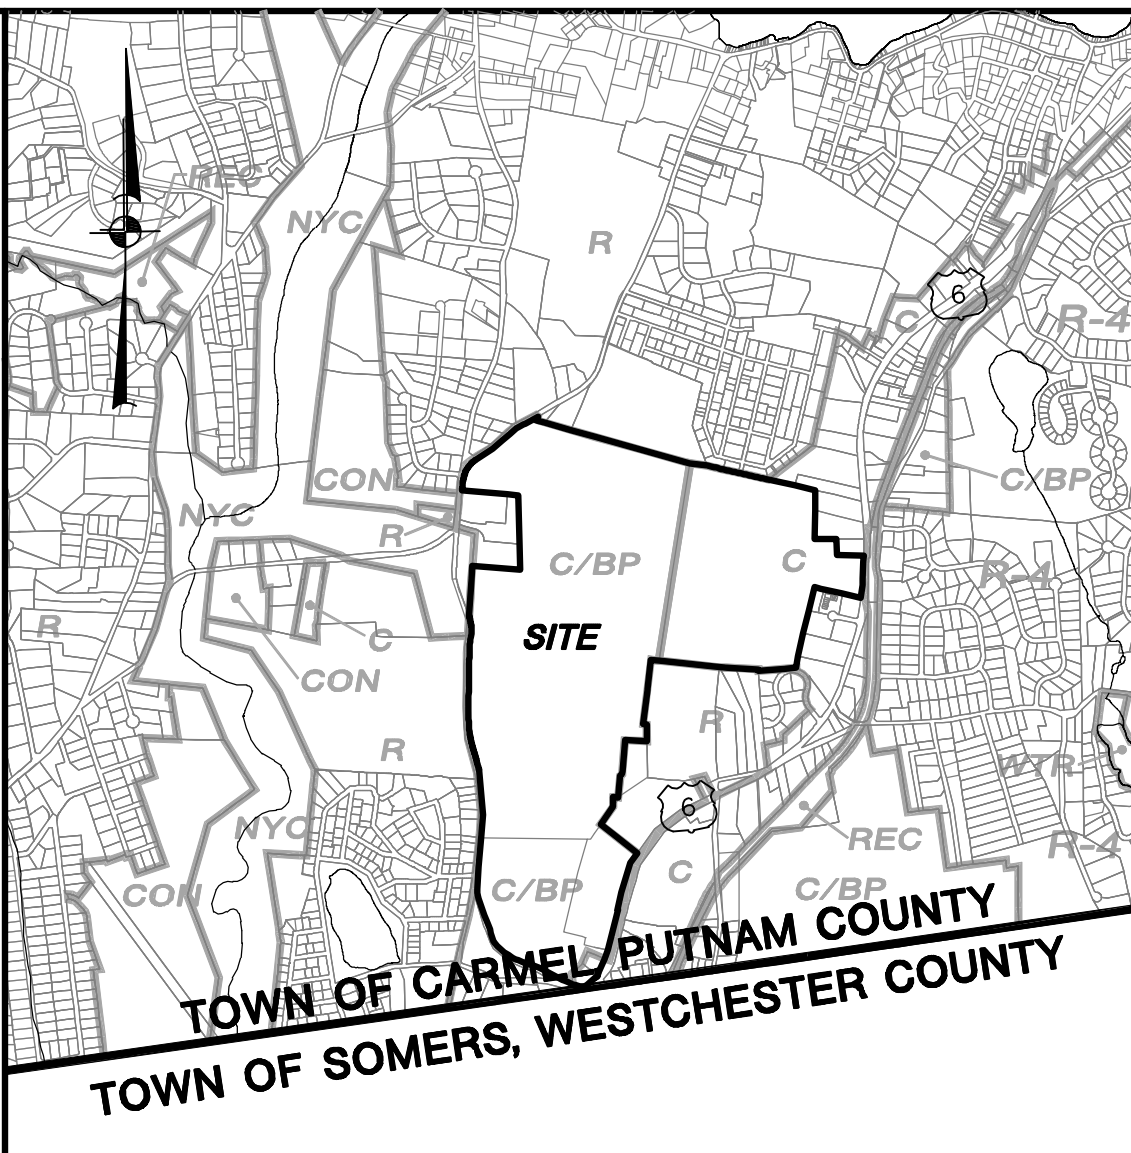 REC
NYC
R
6
C
R-4
CON
C/BP
NYC
R
C/BP
C
R-4
R
SITE
C
CON
R
R
WTR
6
NYC
REC
R-4
C
CON
C/BP
C/BP
TOWN OF CARMEL, PUTNAM COUNTY
TOWN OF SOMERS, WESTCHESTER COUNTY